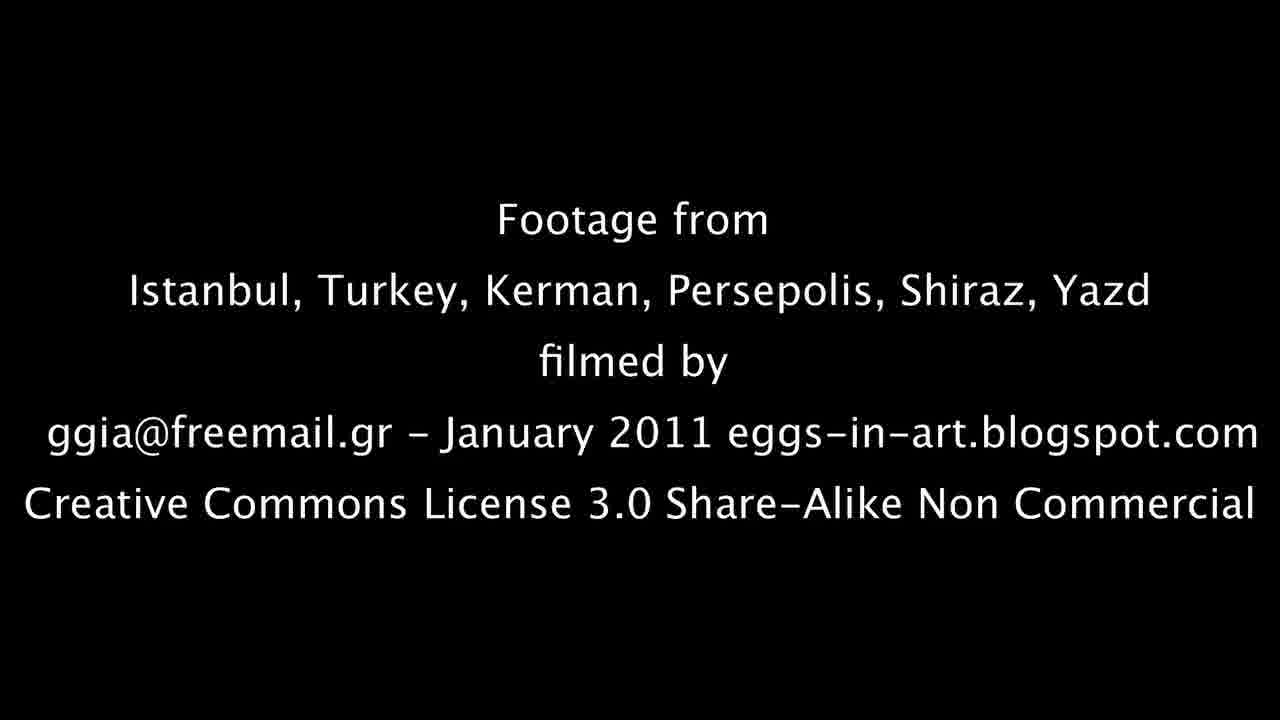 Footage from
Istanbul, Turkey, Kerman, Persepolis, Shiraz, Yazd
filmed by
ggia@freemail.gr - January 2011 eggs-in-art.blogspot.com
Creative Commons License 3.0 Share-Alike Non Commercial